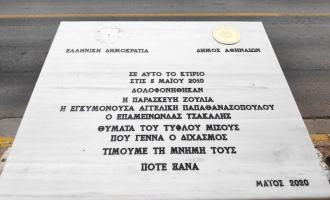 ΕΛΛΗΝΙΚΗ ΔΗΜΟΚΡΑΤΙΑ
ΔΗΜΟΣ ΑΘΗΝΑΙΩΝ
ΣΕ ΑΥΤΟ ΤΟ ΚΤΙΡΙΟ
ΣΤΙΣ 5 ΜΑΪΟΥ 2010
ΔΟΛΟΦΟΝΗΘΗΚΑΝ
Η ΠΑΡΑΣΚΕΥΗ ΖΟΥΛΙΑ
Η ΕΓΚΥΜΟΝΟΥΣΑ ΑΓΓΕΛΙΚΗ ΠΑΠΑΘΑΝΑΣΟΠΟΥΛΟΥ
Ο ΕΠΑΜΕΙΝΩΝΔΑΣ ΤΣΑΚΑΛΗΣ
ΘΥΜΑΤΑ ΤΟΥ ΤΥΦΛΟΥ ΜΙΣΟΥΣ
ΠΟΥ ΓΕΝΝΑ Ο ΔΙΧΑΣΜΟΣ
ΤΙΜΟΥΜΕ ΤΗ ΜΝΗΜΗ ΤΟΥΣ
ΠΟΤΕ ΞΑΝΑ
ΜΑΪΟΣ 2020